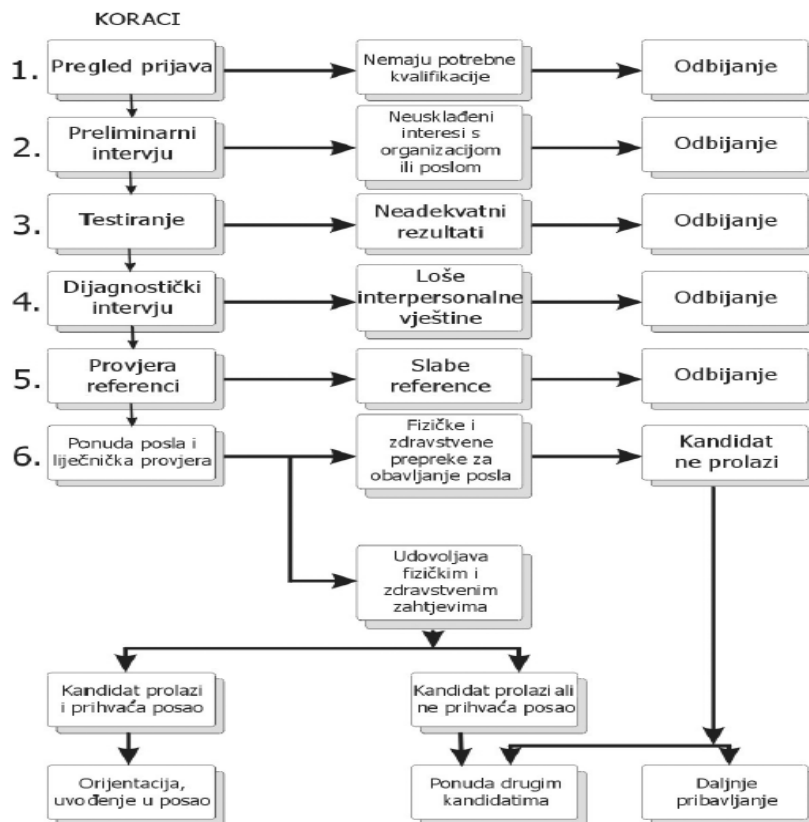 KORACI
1.
Pregled prijava
Nemaju potrebne
kvalifikacije
Odbijanje
2.
Preliminarni
intervju
Neusklađeni
interesi s
organizacijom
ili poslom
Odbijanje
3.
Testiranje
Neadekvatni
rezultati
Odbijanje
4.
Dijagnostički
intervju
Loše
interpersonalne
vještine
Odbijanje
5.
Provjera
referenci
Slabe
reference
Odbijanje
6.
Ponuda posla i
liječnička provjera
Fizičke i
zdravstvene
prepreke za
obavljanje posla
Kandidat
ne prolazi
Udovoljava
fizičkim i
zdravstvenim
zahtjevima
Kandidat prolazi
i prihvaća posao
Kandidat prolazi ali
ne prihvaća posao
Orijentacija,
uvođenje u posao
Ponuda drugim
kandidatima
Daljnje
pribavljanje